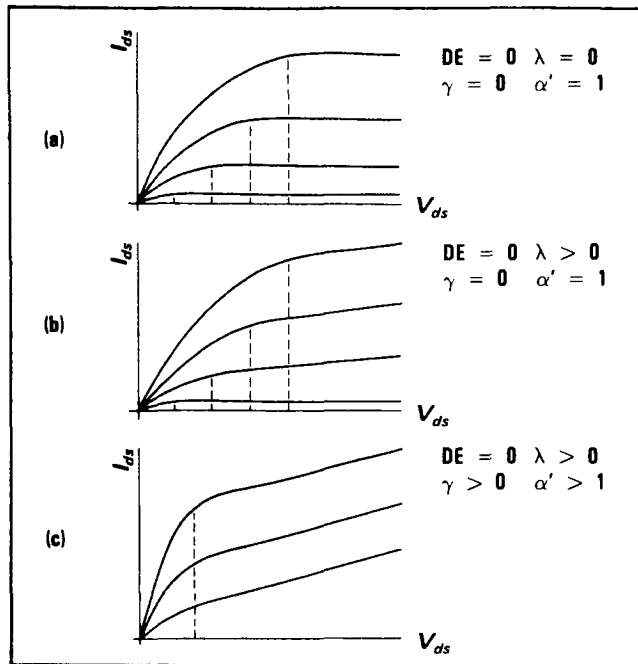 I_ds
DE = 0 λ = 0
γ = 0 α′ = 1
(a)
V_ds
I_ds
DE = 0 λ > 0
γ = 0 α′ = 1
(b)
V_ds
I_ds
DE = 0 λ > 0
γ > 0 α′ > 1
(c)
V_ds